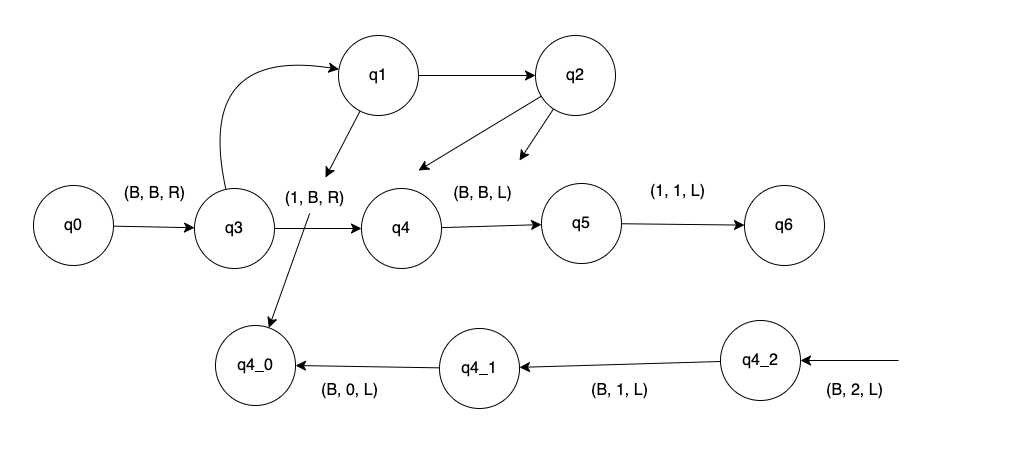 q1
q2
(B, B, R)
(1, B, R)
(B, B, L)
(1, 1, L)
q0
q3
q4
q5
q6
q4_0
q4_1
q4_2
(B, 0, L)
(B, 1, L)
(B, 2, L)